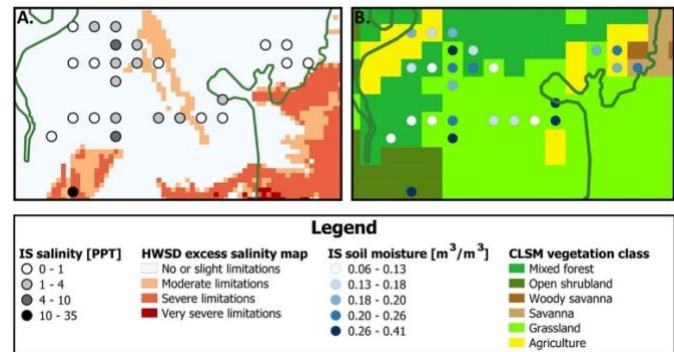 A.
B.
Legend
IS salinity [PPT]
0 - 1
1 - 4
4 - 10
10 - 35
HWSD excess salinity map
No or slight limitations
Moderate limitations
Severe limitations
Very severe limitations
IS soil moisture [m³/m³]
0.06 - 0.13
0.13 - 0.18
0.18 - 0.20
0.20 - 0.26
0.26 - 0.41
CLSM vegetation class
Mixed forest
Open shrubland
Woody savanna
Savanna
Grassland
Agriculture